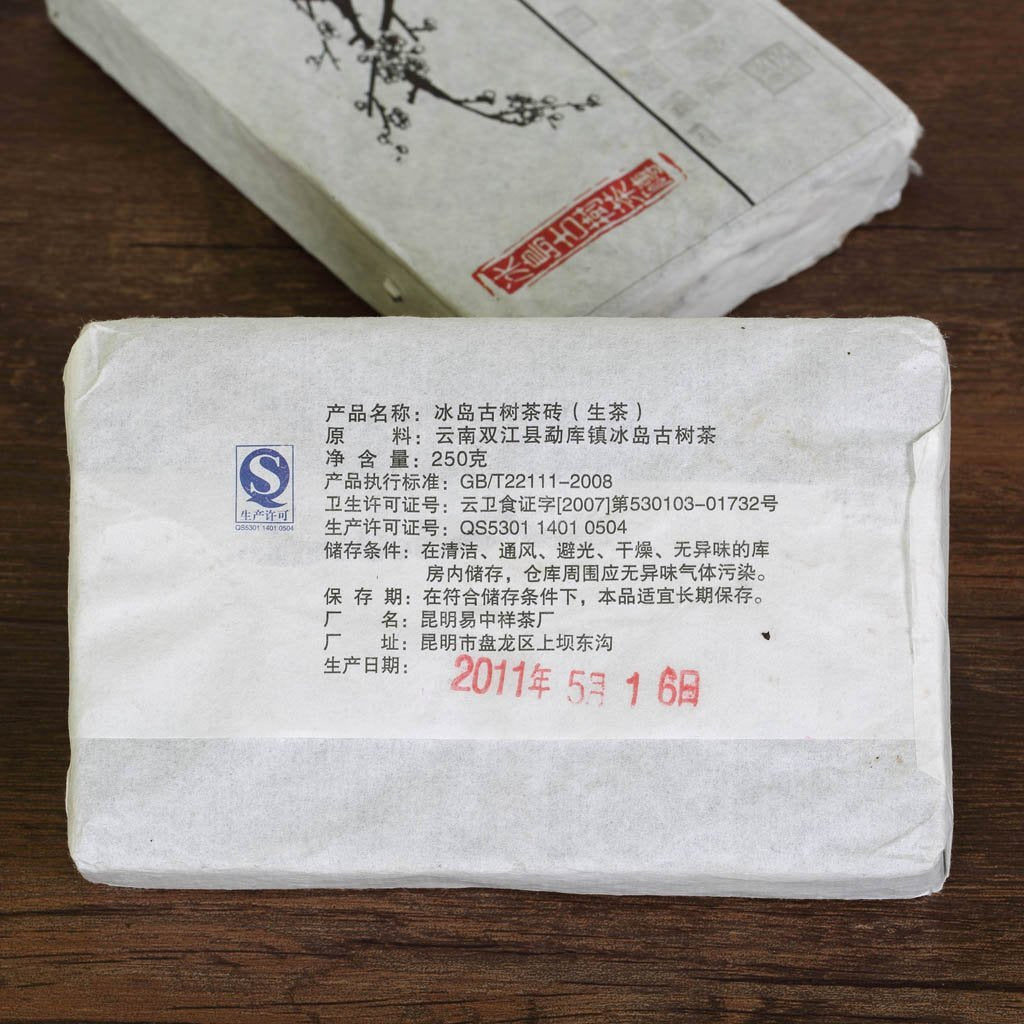 冰島古樹茶磚
产品名称：冰岛古树茶砖（生茶）
原　　料：云南双江县勐库镇冰岛古树茶
净 含 量：250克
产品执行标准：GB/T22111-2008
卫生许可证号：云卫食证字[2007]第530103-01732号
生产许可证号：QS5301 1401 0504
储存条件：在清洁、通风、避光、干燥、无异味的库
房内储存，仓库周围应无异味气体污染。
保 存 期：在符合储存条件下，本品适宜长期保存。
厂　　名：昆明易中祥茶厂
厂　　址：昆明市盘龙区上坝东沟
生产日期：2011年 5月 16日
生产许可
QS5301 1401 0504